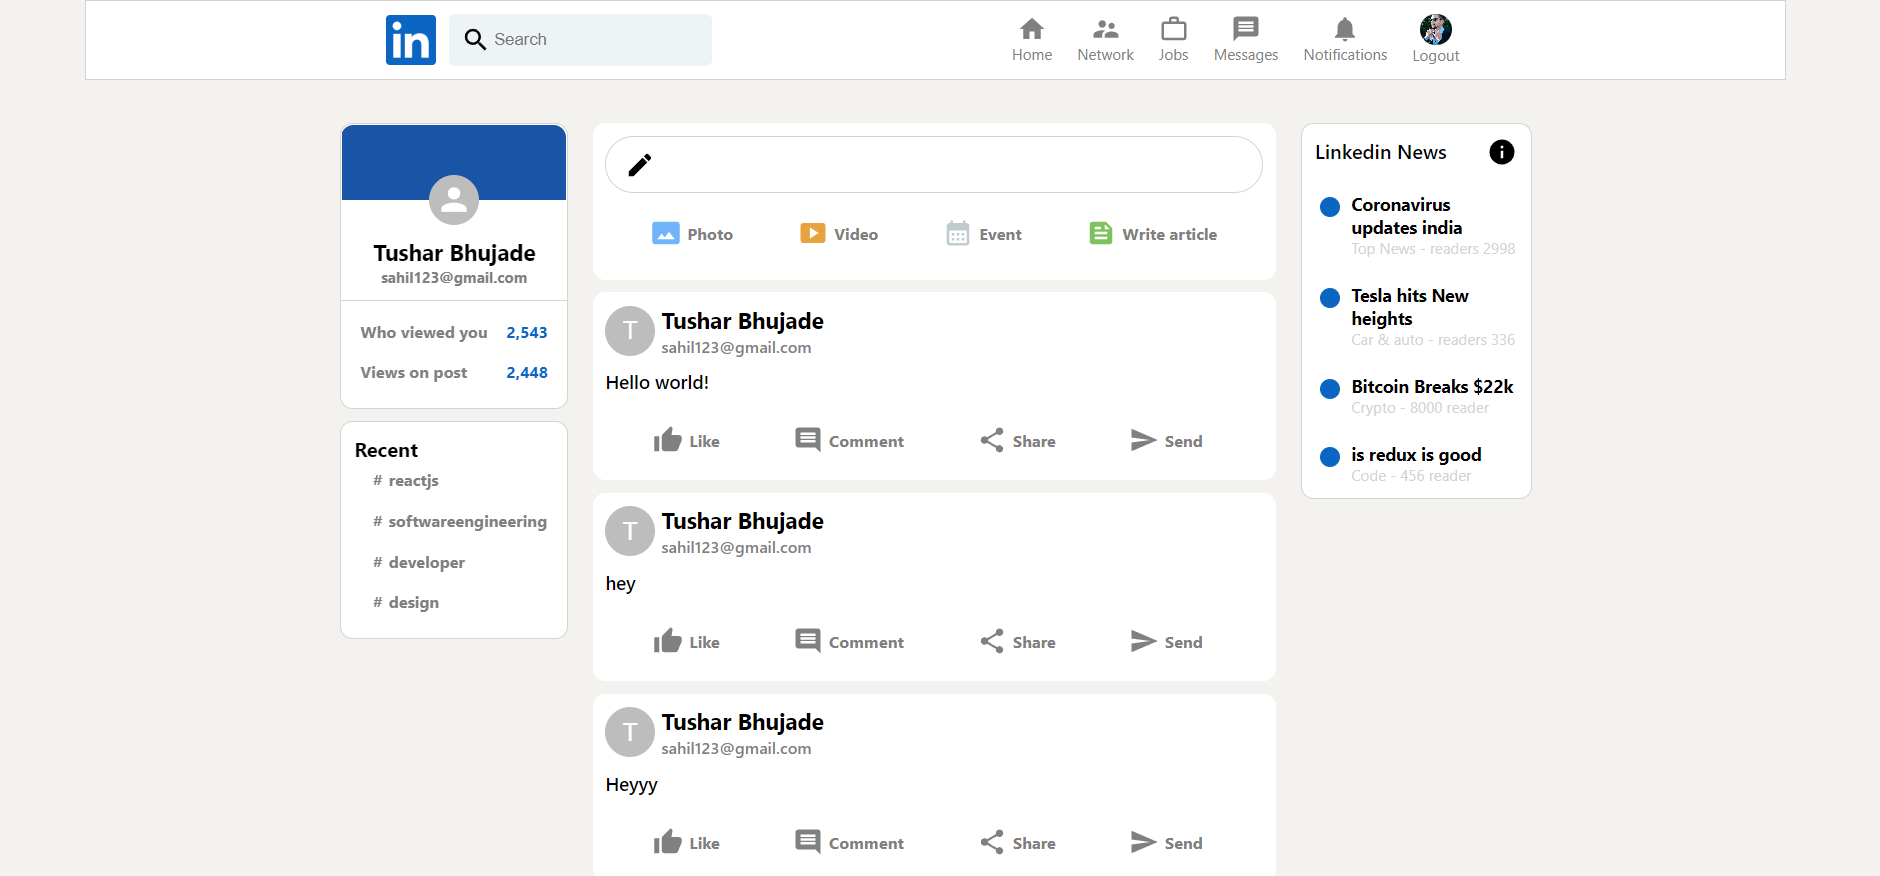 in
Search
Home
Network
Jobs
Messages
Notifications
Logout
Tushar Bhujade
sahil123@gmail.com
Who viewed you 2,543
Views on post 2,448
Recent
# reactjs
# softwareengineering
# developer
# design
Photo
Video
Event
Write article
T
Tushar Bhujade
sahil123@gmail.com
Hello world!
Like
Comment
Share
Send
T
Tushar Bhujade
sahil123@gmail.com
hey
Like
Comment
Share
Send
T
Tushar Bhujade
sahil123@gmail.com
Heyyy
Like
Comment
Share
Send
Linkedin News
Coronavirus
updates india
Top News - readers 2998
Tesla hits New
heights
Car & auto - readers 336
Bitcoin Breaks $22k
Crypto - 8000 reader
is redux is good
Code - 456 reader